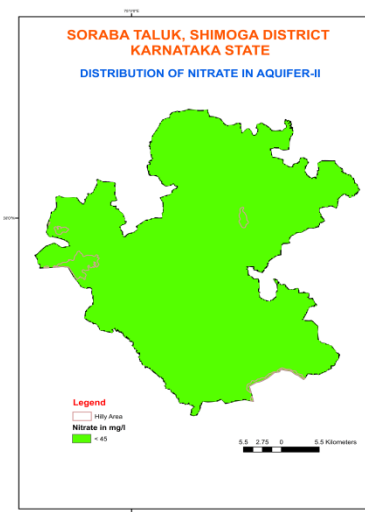 SORABA TALUK, SHIMOGA DISTRICT
KARNATAKA STATE
DISTRIBUTION OF NITRATE IN AQUIFER-II
Legend
Hilly Area
Nitrate in mg/l
< 45
5.5 2.75 0 5.5 Kilometers